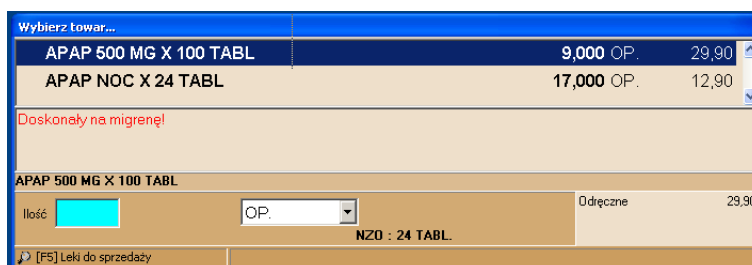 Wybierz towar...
APAP 500 MG X 100 TABL 9,000 OP. 29,90
APAP NOC X 24 TABL 17,000 OP. 12,90
Doskonały na migrenę!
APAP 500 MG X 100 TABL
Ilość OP. Odręczne 29,90
NZO : 24 TABL.
[F5] Leki do sprzedaży